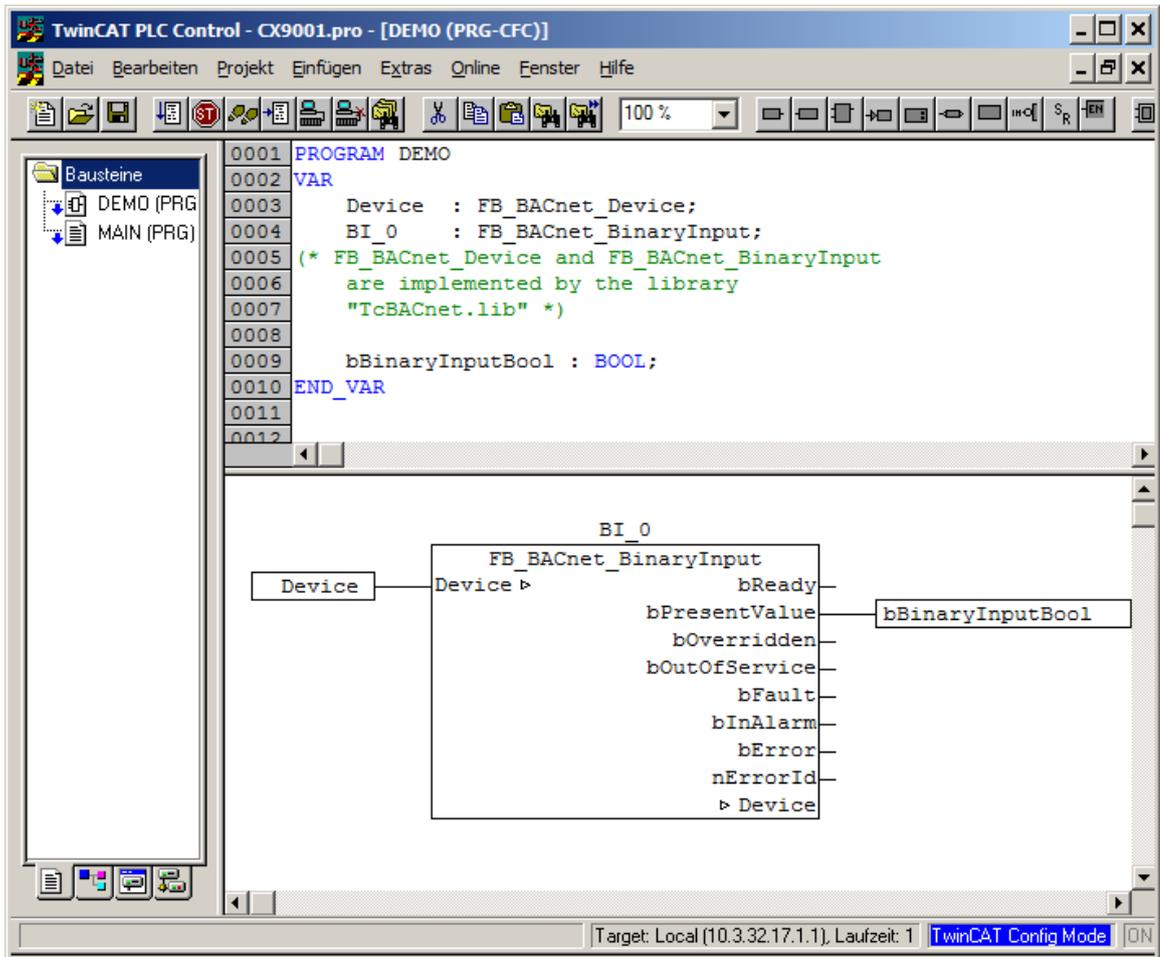 TwinCAT PLC Control - CX9001.pro - [DEMO (PRG-CFC)]
Datei Bearbeiten Projekt Einfügen Extras Online Fenster Hilfe
100 %
Bausteine
DEMO (PRG
MAIN (PRG)
0001 PROGRAM DEMO
0002 VAR
0003 Device : FB_BACnet_Device;
0004 BI_0 : FB_BACnet_BinaryInput;
0005 (* FB_BACnet_Device and FB_BACnet_BinaryInput
0006 are implemented by the library
0007 "TcBACnet.lib" *)
0008
0009 bBinaryInputBool : BOOL;
0010 END_VAR
0011
0012
BI_0
FB_BACnet_BinaryInput
Device
Device
bReady
bPresentValue
bBinaryInputBool
bOverridden
bOutOfService
bFault
bInAlarm
bError
nErrorId
Device
Target: Local (10.3.32.17.1.1), Laufzeit: 1 TwinCAT Config Mode ON